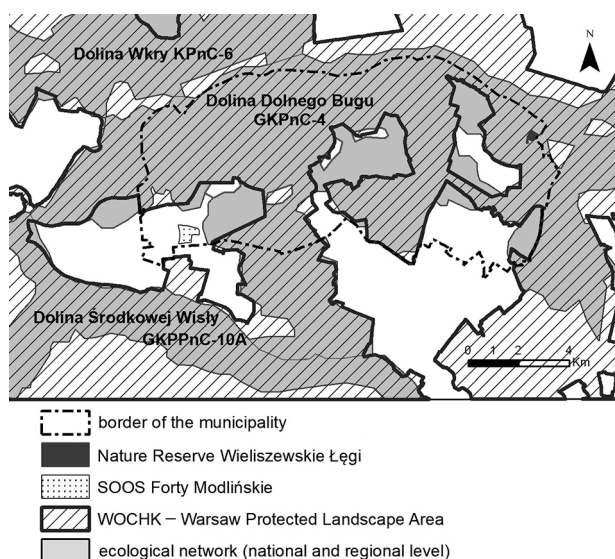 N
Dolina Wkry KPnC-6
Dolina Dolnego Bugu
GKPnC-4
Dolina Środkowej Wisły
GKPPnC-10A
0 1 2 4
Km
border of the municipality
Nature Reserve Wieliszewskie Łęgi
SOOS Forty Modlińskie
WOCHK – Warsaw Protected Landscape Area
ecological network (national and regional level)